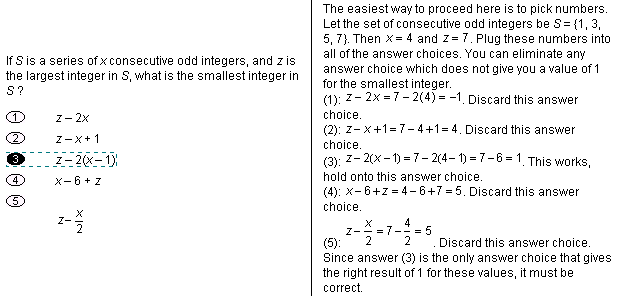 If S is a series of x consecutive odd integers, and z is
the largest integer in S, what is the smallest integer in
S?
1 z – 2x
2 z – x + 1
3 z – 2(x – 1)
4 x – 6 + z
5 z – x/2
The easiest way to proceed here is to pick numbers.
Let the set of consecutive odd integers be S = {1, 3,
5, 7}. Then x = 4 and z = 7. Plug these numbers into
all of the answer choices. You can eliminate any
answer choice which does not give you a value of 1
for the smallest integer.
(1): z – 2x = 7 – 2(4) = –1. Discard this answer
choice.
(2): z – x + 1 = 7 – 4 + 1 = 4. Discard this answer
choice.
(3): z – 2(x – 1) = 7 – 2(4 – 1) = 7 – 6 = 1. This works,
hold onto this answer choice.
(4): x – 6 + z = 4 – 6 + 7 = 5. Discard this answer
choice.
(5): z – x/2 = 7 – 4/2 = 5. Discard this answer choice.
Since answer (3) is the only answer choice that gives
the right result of 1 for these values, it must be
correct.